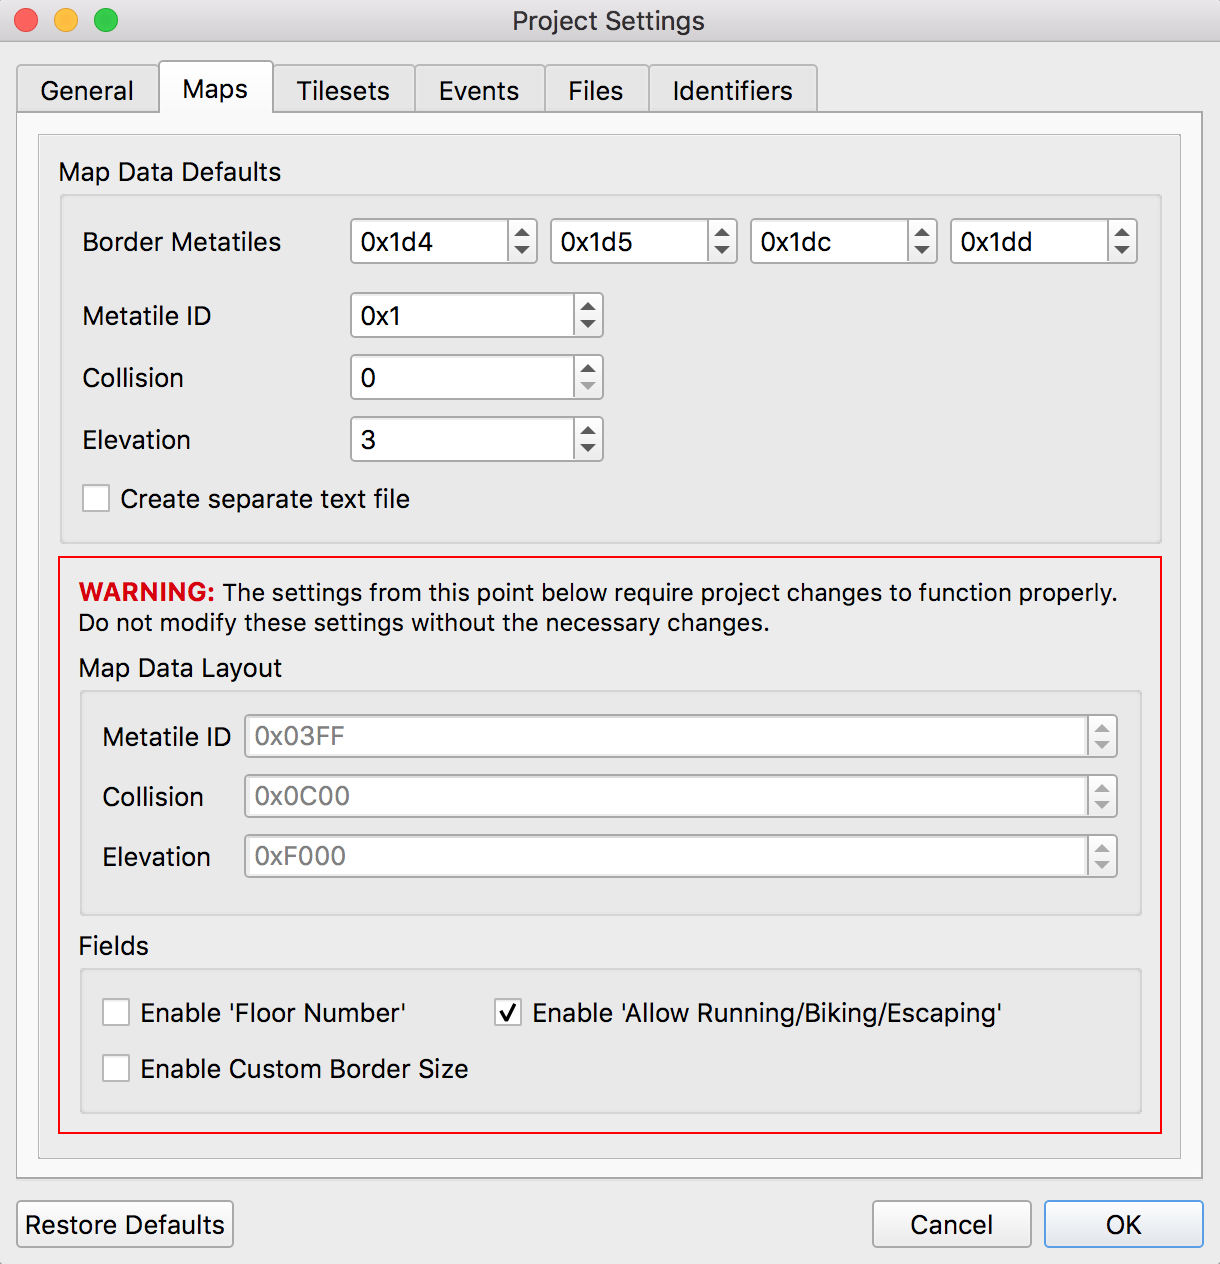 Project Settings
General Maps Tilesets Events Files Identifiers
Map Data Defaults
Border Metatiles 0x1d4 0x1d5 0x1dc 0x1dd
Metatile ID 0x1
Collision 0
Elevation 3
Create separate text file
WARNING: The settings from this point below require project changes to function properly.
Do not modify these settings without the necessary changes.
Map Data Layout
Metatile ID 0x03FF
Collision 0x0C00
Elevation 0xF000
Fields
Enable 'Floor Number' Enable 'Allow Running/Biking/Escaping'
Enable Custom Border Size
Restore Defaults Cancel OK